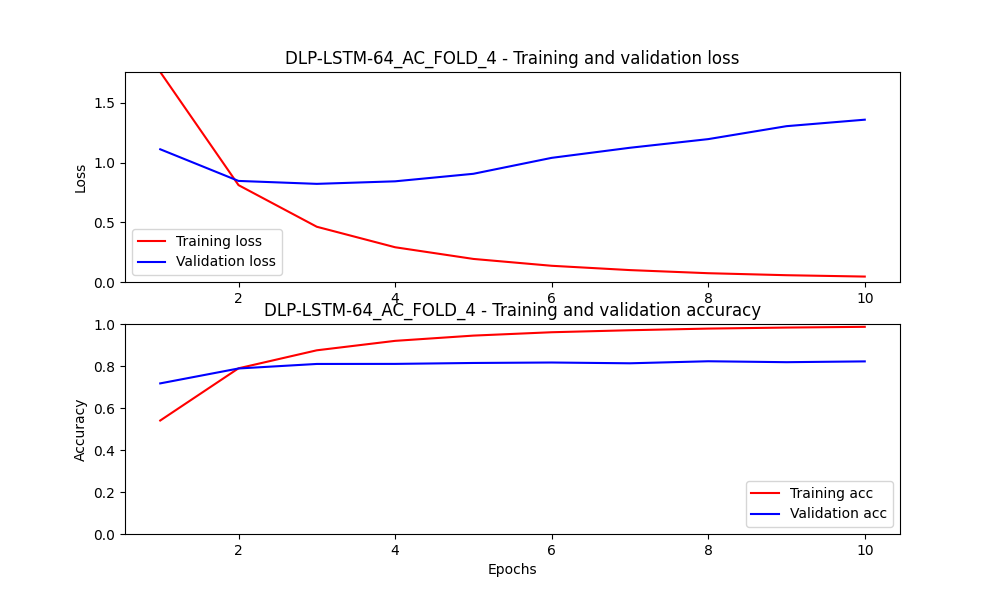 DLP-LSTM-64_AC_FOLD_4 - Training and validation loss
1.5
1.0
0.5
0.0
Loss
Training loss
Validation loss
2 4 6 8 10
DLP-LSTM-64_AC_FOLD_4 - Training and validation accuracy
1.0
0.8
0.6
0.4
0.2
0.0
Accuracy
Training acc
Validation acc
2 4 6 8 10
Epochs